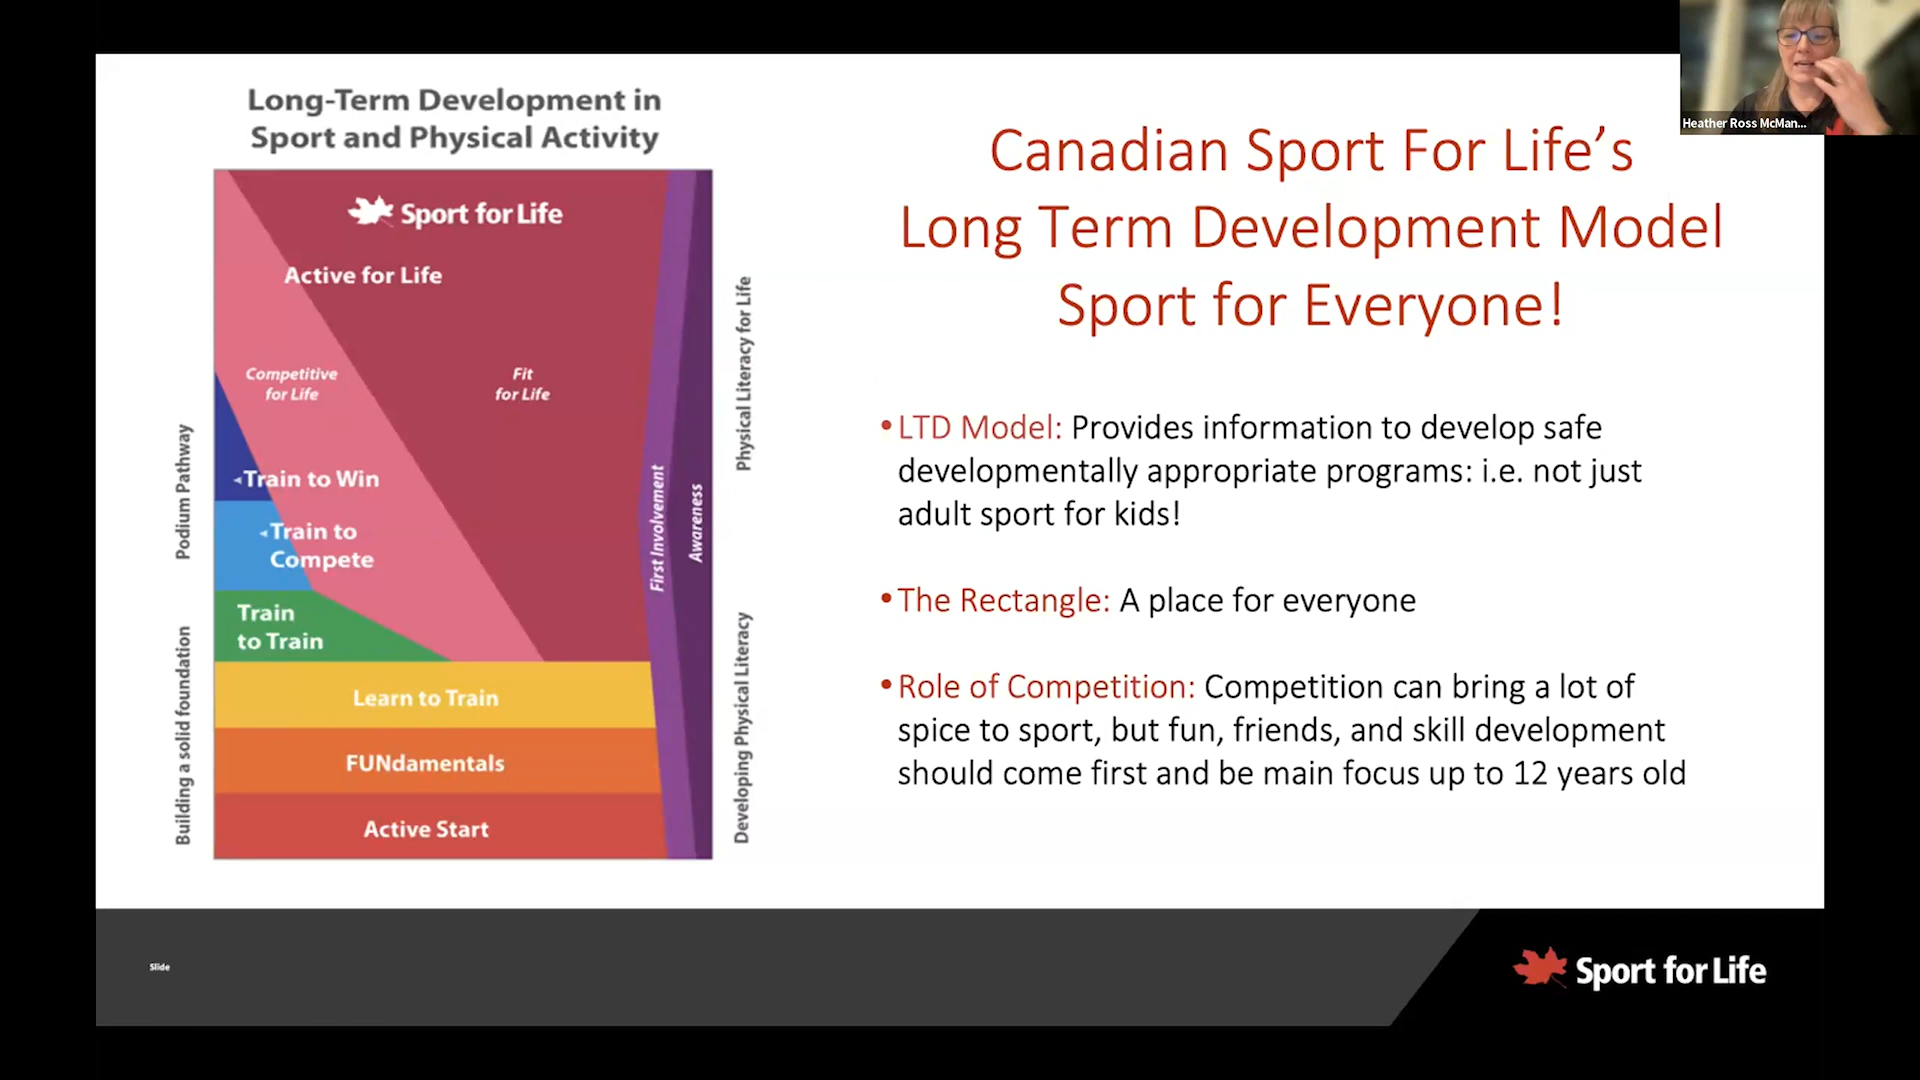 Long-Term Development in
Sport and Physical Activity
Sport for Life
Active for Life
Competitive
for Life
Fit
for Life
Train to Win
Train to
Compete
Train
to Train
Learn to Train
FUNdamentals
Active Start
First Involvement
Awareness
Podium Pathway
Building a solid foundation
Physical Literacy for Life
Developing Physical Literacy
Canadian Sport For Life’s
Long Term Development Model
Sport for Everyone!
•LTD Model: Provides information to develop safe
developmentally appropriate programs: i.e. not just
adult sport for kids!
•The Rectangle: A place for everyone
•Role of Competition: Competition can bring a lot of
spice to sport, but fun, friends, and skill development
should come first and be main focus up to 12 years old
Heather Ross McMan...
Slide
Sport for Life